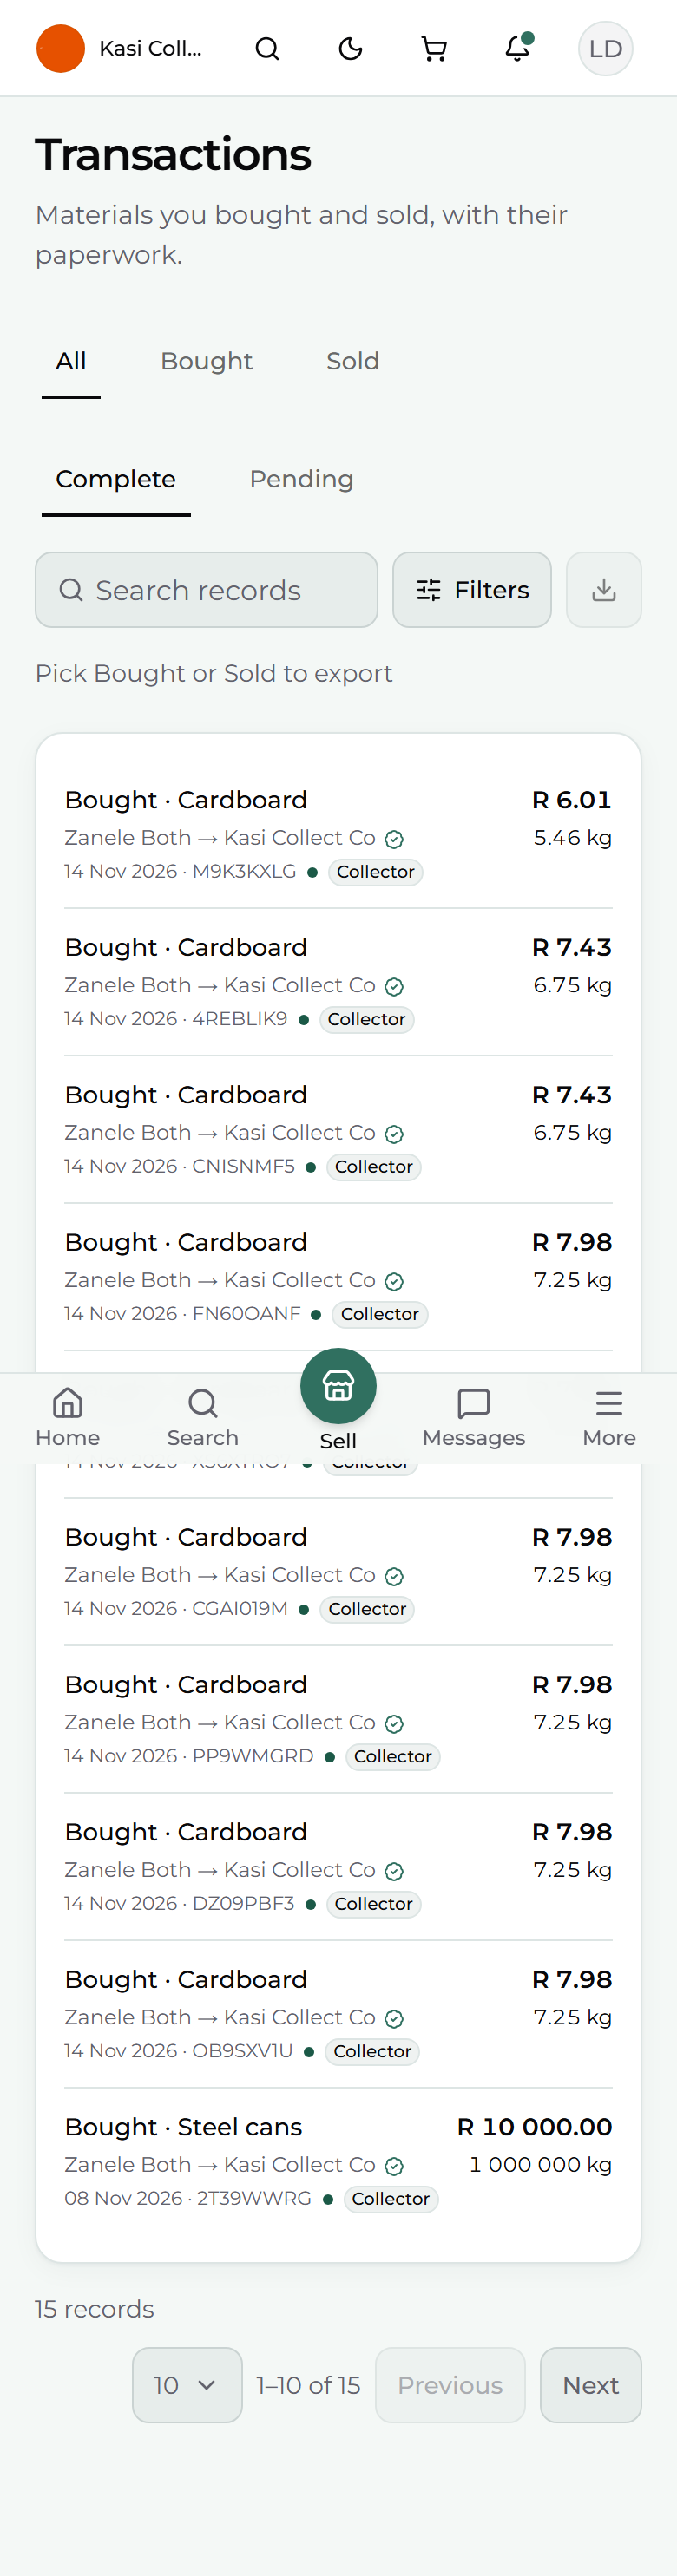 Kasi Coll...
LD
Transactions
Materials you bought and sold, with their
paperwork.
All Bought Sold
Complete Pending
Search records Filters
Pick Bought or Sold to export
Bought · Cardboard R 6.01
Zanele Both → Kasi Collect Co 5.46 kg
14 Nov 2026 · M9K3KXLG Collector
Bought · Cardboard R 7.43
Zanele Both → Kasi Collect Co 6.75 kg
14 Nov 2026 · 4REBLIK9 Collector
Bought · Cardboard R 7.43
Zanele Both → Kasi Collect Co 6.75 kg
14 Nov 2026 · CNISNMF5 Collector
Bought · Cardboard R 7.98
Zanele Both → Kasi Collect Co 7.25 kg
14 Nov 2026 · FN60OANF Collector
Home Search Sell Messages More
Bought · Cardboard R 7.98
Zanele Both → Kasi Collect Co 7.25 kg
14 Nov 2026 · CGAI019M Collector
Bought · Cardboard R 7.98
Zanele Both → Kasi Collect Co 7.25 kg
14 Nov 2026 · PP9WMGRD Collector
Bought · Cardboard R 7.98
Zanele Both → Kasi Collect Co 7.25 kg
14 Nov 2026 · DZ09PBF3 Collector
Bought · Cardboard R 7.98
Zanele Both → Kasi Collect Co 7.25 kg
14 Nov 2026 · OB9SXV1U Collector
Bought · Steel cans R 10 000.00
Zanele Both → Kasi Collect Co 1 000 000 kg
08 Nov 2026 · 2T39WWRG Collector
15 records
10 1–10 of 15 Previous Next